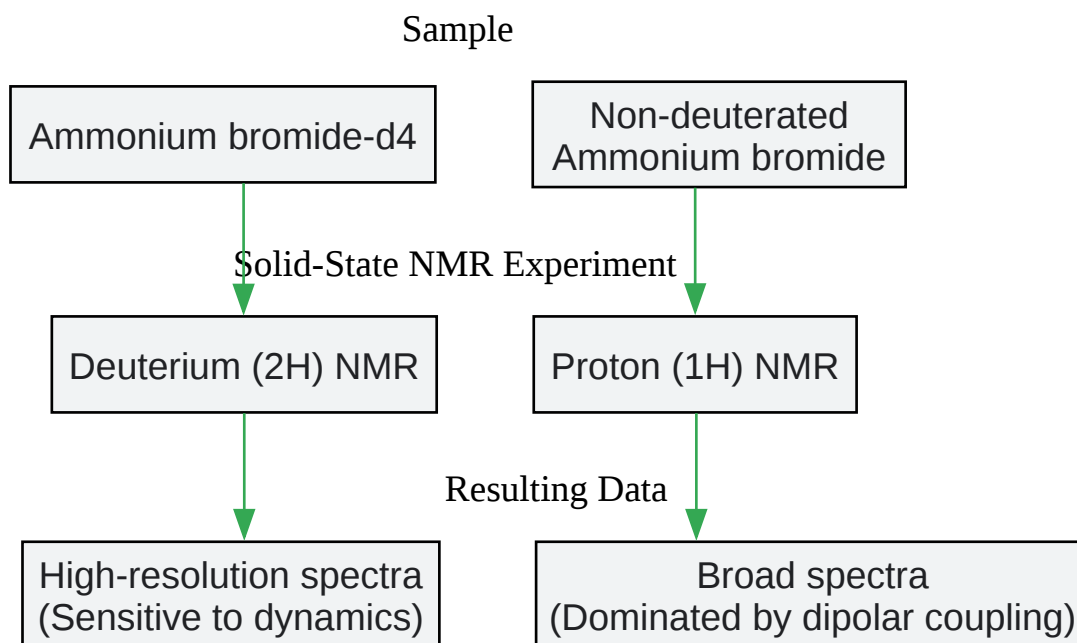 Sample
Ammonium bromide-d4
Non-deuterated
Ammonium bromide
Solid-State NMR Experiment
Deuterium (2H) NMR
Proton (1H) NMR
Resulting Data
High-resolution spectra
(Sensitive to dynamics)
Broad spectra
(Dominated by dipolar coupling)